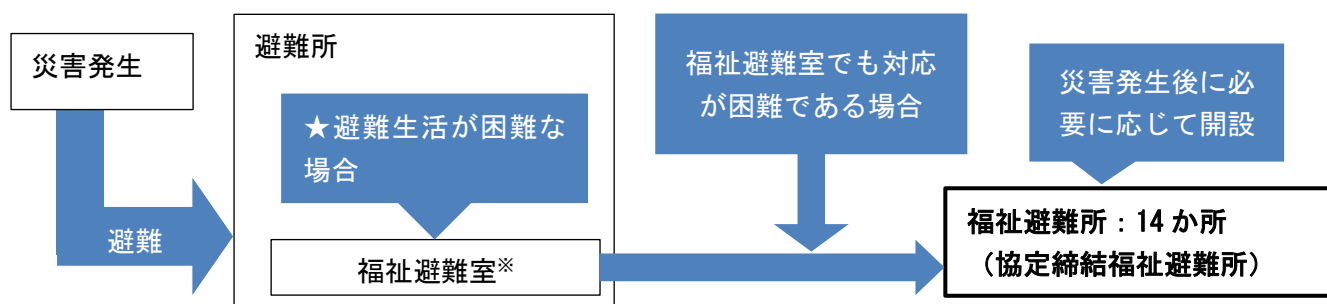 災害発生
避難
避難所
★避難生活が困難な
場合
福祉避難室※
福祉避難室でも対応
が困難である場合
災害発生後に必
要に応じて開設
福祉避難所：14か所
（協定締結福祉避難所）